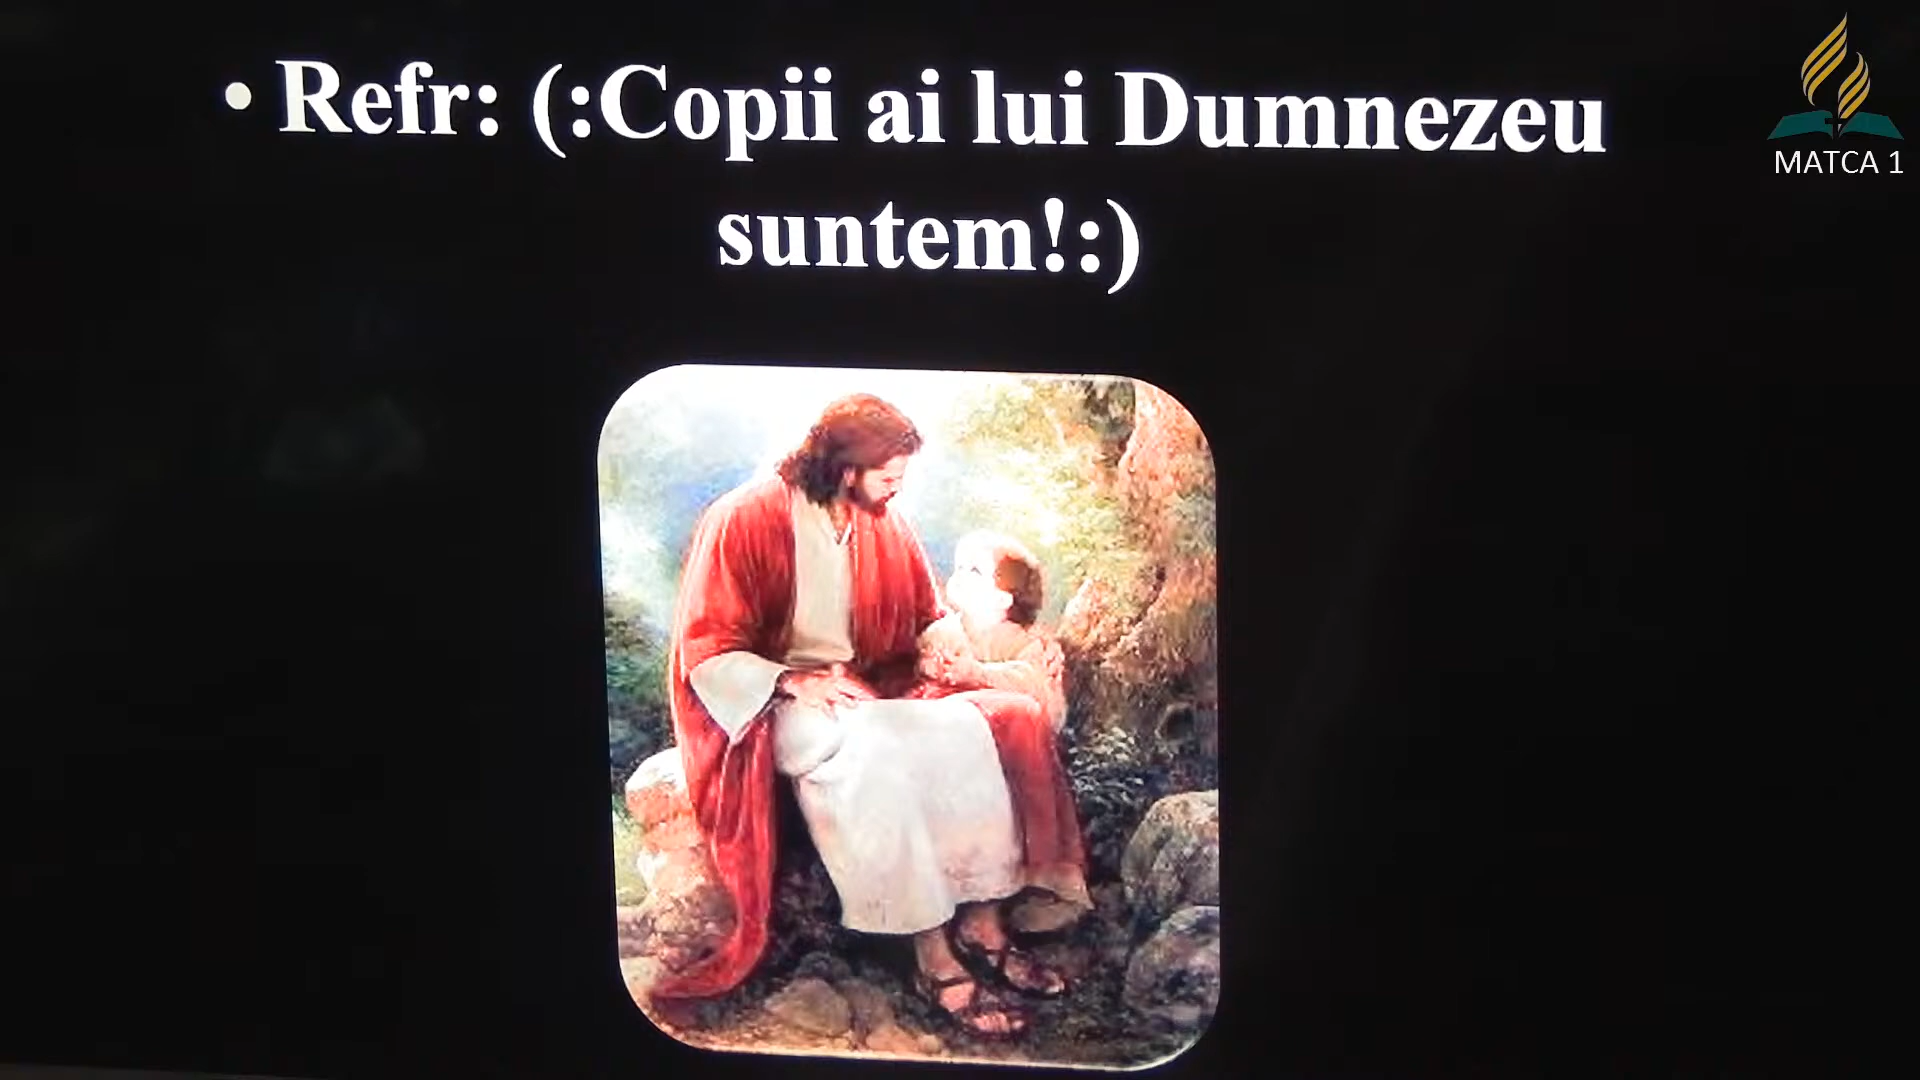 • Refr: (:Copii ai lui Dumnezeu
suntem!:)
MATCA 1